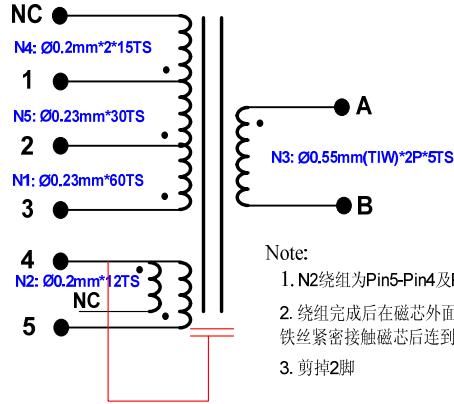 NC
N4: Ø0.2mm*2*15TS
1
N5: Ø0.23mm*30TS
2
N1: Ø0.23mm*60TS
3
4
N2: Ø0.2mm*12TS
NC
5
A
N3: Ø0.55mm(TIW)*2P*5TS
B
Note:
1. N2绕组为Pin5-Pin4及
2. 绕组完成后在磁芯外面
铁丝紧密接触磁芯后连到
3. 剪掉2脚